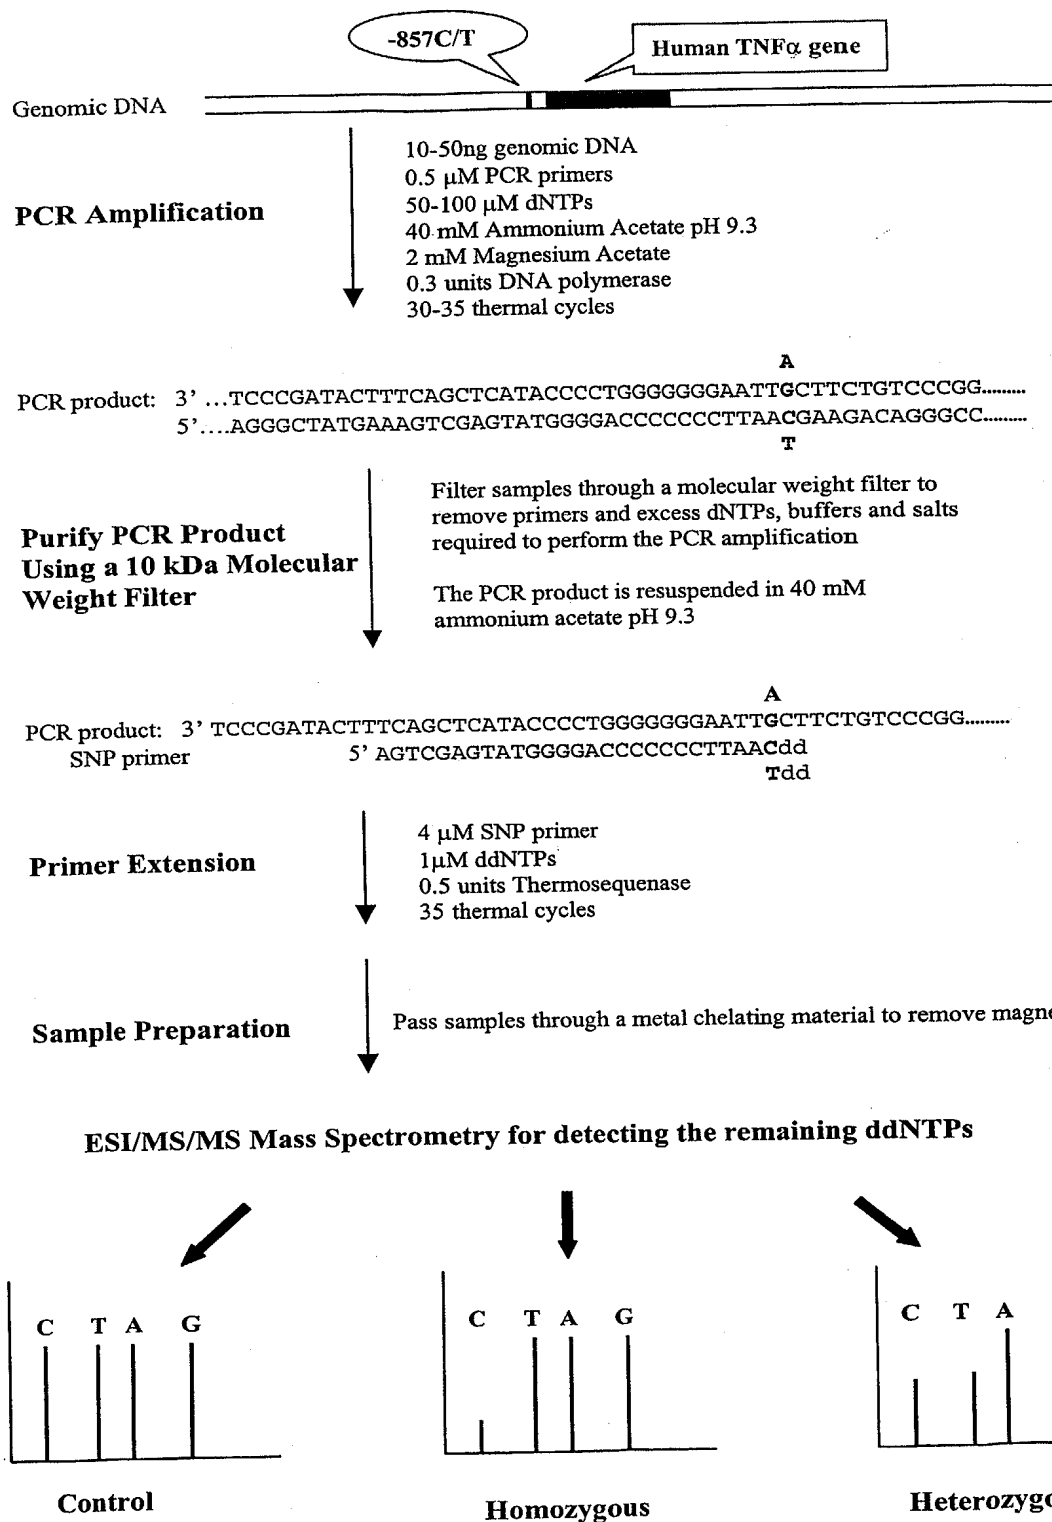 -857C/T
Human TNFα gene
Genomic DNA
10-50ng genomic DNA
0.5 μM PCR primers
50-100 μM dNTPs
40 mM Ammonium Acetate pH 9.3
2 mM Magnesium Acetate
0.3 units DNA polymerase
30-35 thermal cycles
PCR Amplification
A
PCR product: 3' ...TCCCGATACTTTCAGCTCATACCCCTGGGGGGGAATTGCTTCTGTCCCGG.........
5'....AGGGCTATGAAAGTCGAGTATGGGGACCCCCCCTTAACGAAGACAGGGCC.........
T
Purify PCR Product
Using a 10 kDa Molecular
Weight Filter
Filter samples through a molecular weight filter to
remove primers and excess dNTPs, buffers and salts
required to perform the PCR amplification
The PCR product is resuspended in 40 mM
ammonium acetate pH 9.3
A
PCR product: 3' TCCCGATACTTTCAGCTCATACCCCTGGGGGGGAATTGCTTCTGTCCCGG.........
SNP primer 5' AGTCGAGTATGGGGACCCCCCCTTAACdd
Tdd
Primer Extension
4 μM SNP primer
1μM ddNTPs
0.5 units Thermosequenase
35 thermal cycles
Sample Preparation
Pass samples through a metal chelating material to remove magne
ESI/MS/MS Mass Spectrometry for detecting the remaining ddNTPs
C T A G
C T A G
C T A
Control
Homozygous
Heterozygo